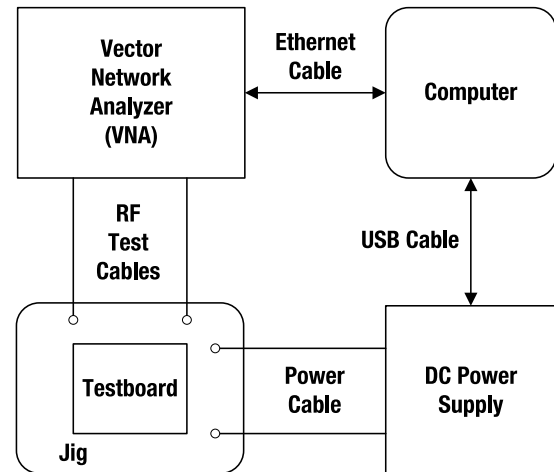 Vector
Network
Analyzer
(VNA)
Ethernet
Cable
Computer
RF
Test
Cables
USB Cable
Testboard
Jig
Power
Cable
DC Power
Supply